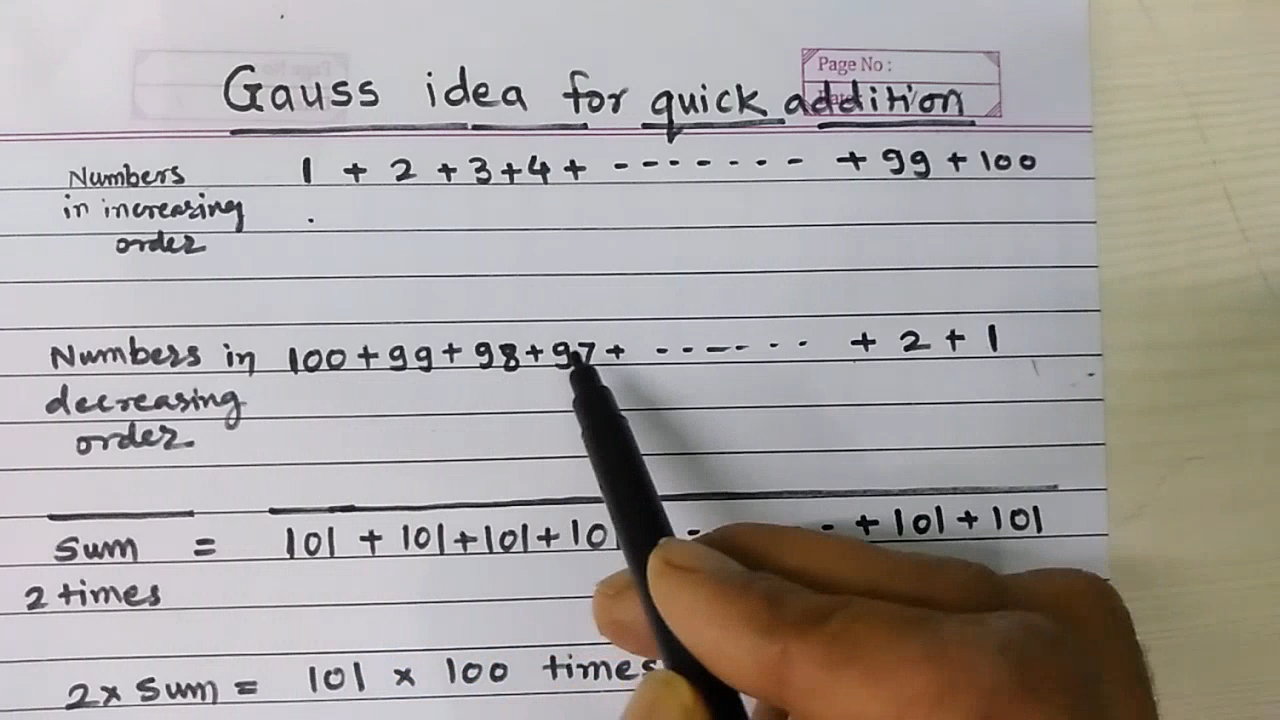 Page No :
Gauss idea for quick addition
Numbers in increasing order 1 + 2 + 3 + 4 + -------- + 99 + 100
Numbers in decreasing order. 100 + 99 + 98 + 97 + ------- + 2 + 1
Sum 2 times = 101 + 101 + 101 + 10 - - + 101 + 101
2 x Sum = 101 x 100 times